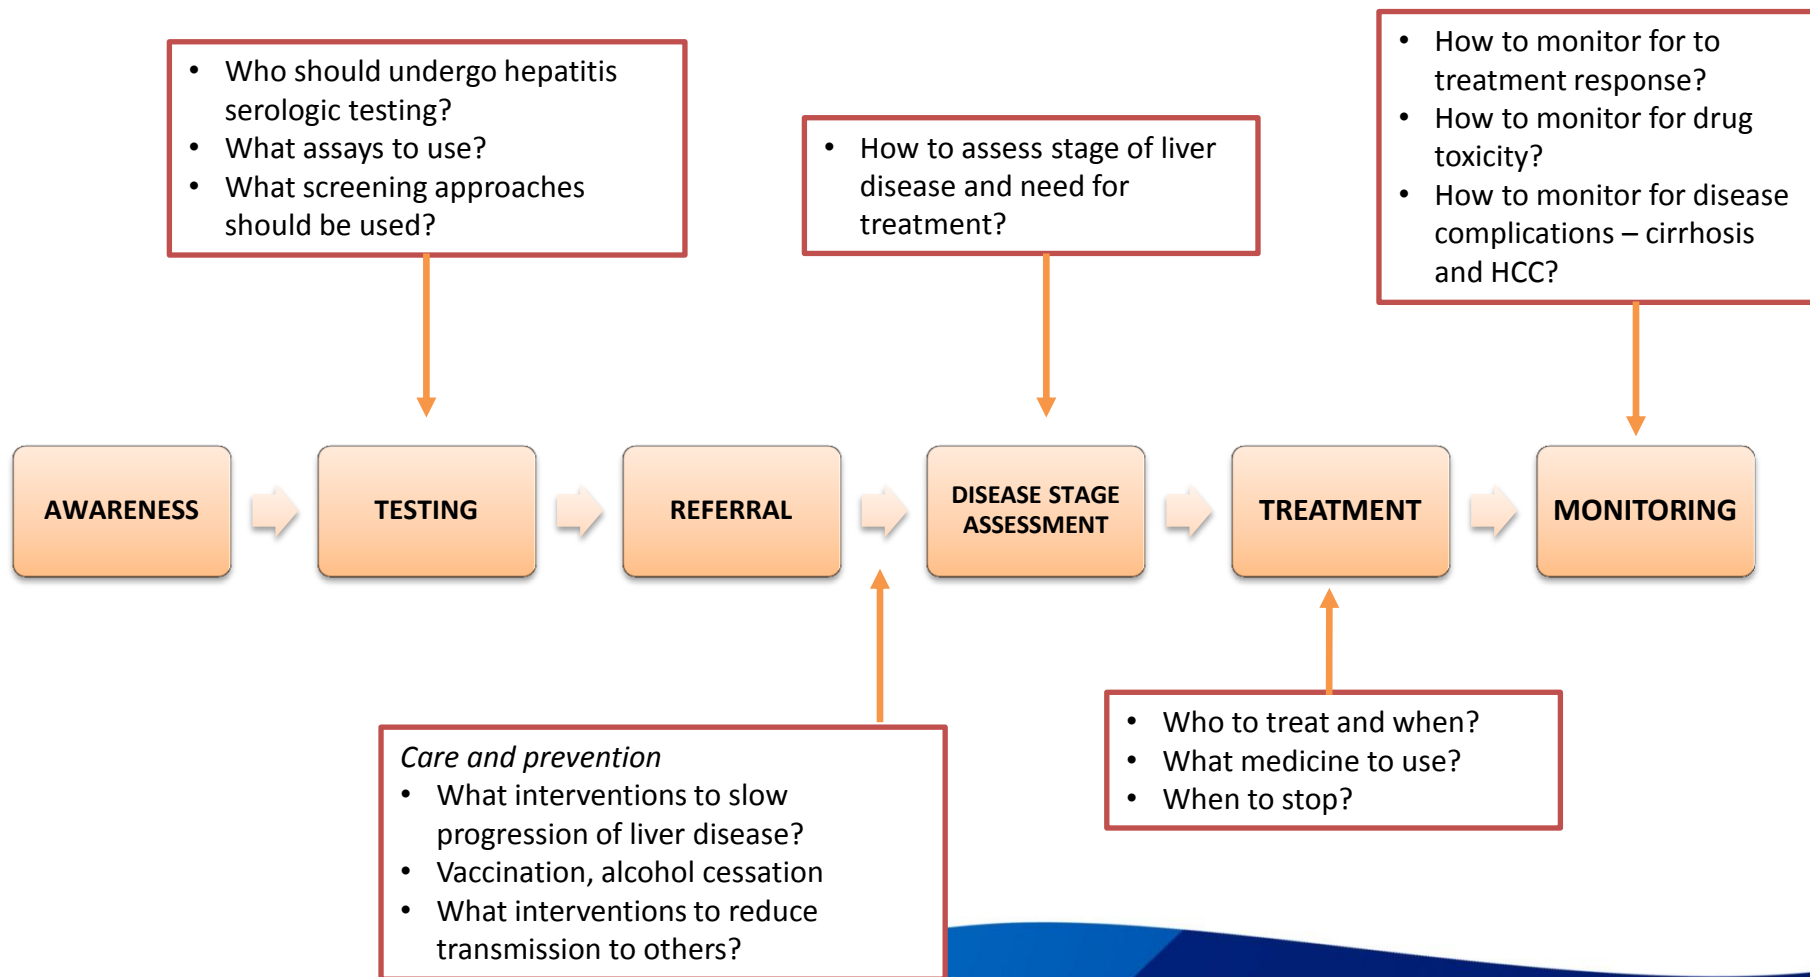 • Who should undergo hepatitis
serologic testing?
• What assays to use?
• What screening approaches
should be used?
• How to assess stage of liver
disease and need for
treatment?
• How to monitor for to
treatment response?
• How to monitor for drug
toxicity?
• How to monitor for disease
complications – cirrhosis
and HCC?
AWARENESS
TESTING
REFERRAL
DISEASE STAGE
ASSESSMENT
TREATMENT
MONITORING
Care and prevention
• What interventions to slow
progression of liver disease?
• Vaccination, alcohol cessation
• What interventions to reduce
transmission to others?
• Who to treat and when?
• What medicine to use?
• When to stop?